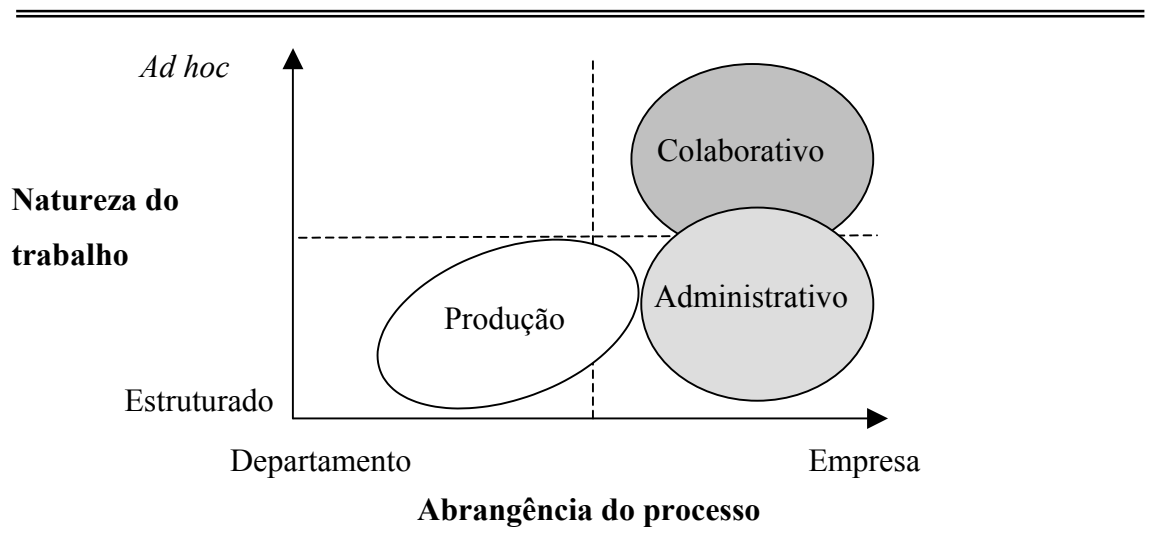 Ad hoc
Colaborativo
Natureza do
trabalho
Administrativo
Produção
Estruturado
Departamento
Empresa
Abrangência do processo